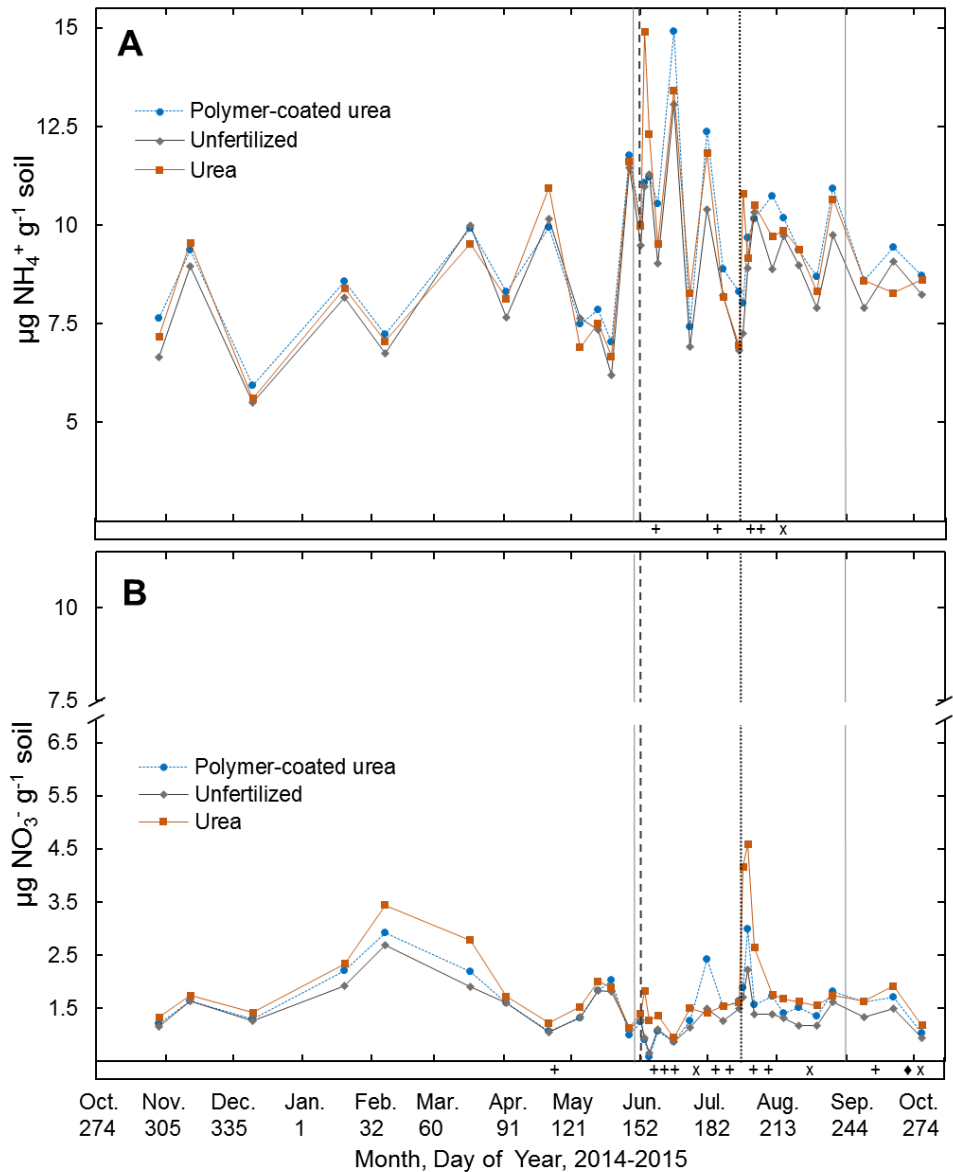 15
A
Polymer-coated urea
Unfertilized
Urea
12.5
10
7.5
5
µg NH₄⁺ g⁻¹ soil
+ + ++ x
B
10
7.5
6.5
5.5
4.5
3.5
2.5
1.5
Polymer-coated urea
Unfertilized
Urea
µg NO₃⁻ g⁻¹ soil
+ +++ x + + + + x + ♦ x
Oct. Nov. Dec. Jan. Feb. Mar. Apr. May Jun. Jul. Aug. Sep. Oct.
274 305 335 1 32 60 91 121 152 182 213 244 274
Month, Day of Year, 2014-2015